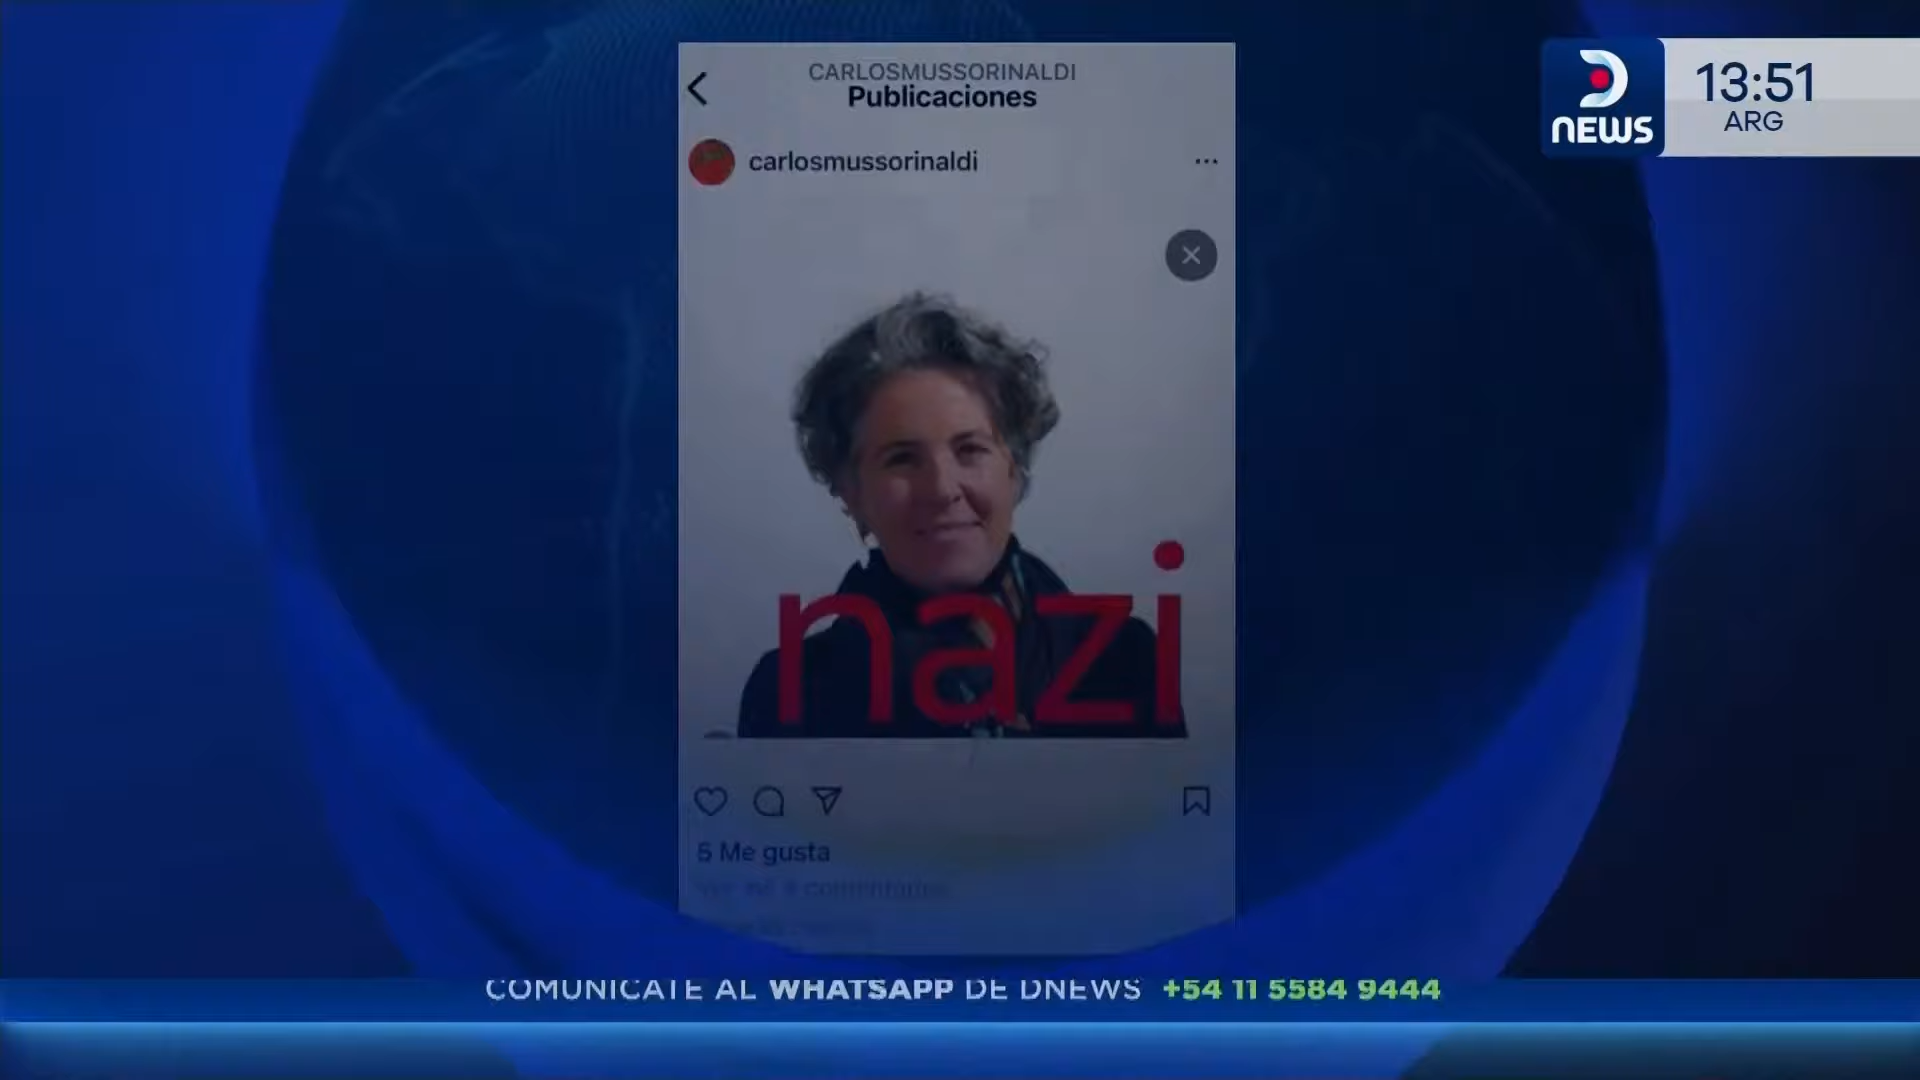 CARLOSMUSSORINALDI
Publicaciones
carlosmussorinaldi
NEWS
13:51
ARG
nazi
5 Me gusta
COMUNICATE AL WHATSAPP DE DNEWS +54 11 5584 9444